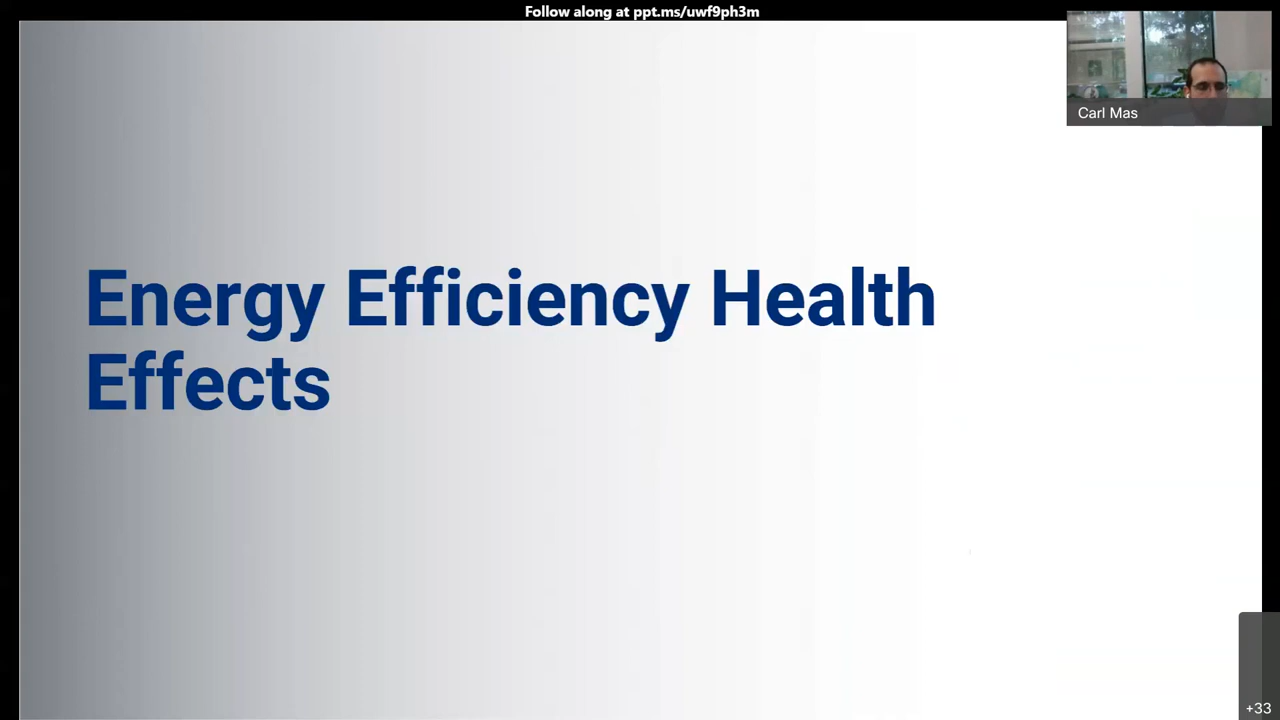 Follow along at ppt.ms/uwf9ph3m
Carl Mas
Energy Efficiency Health
Effects
+33